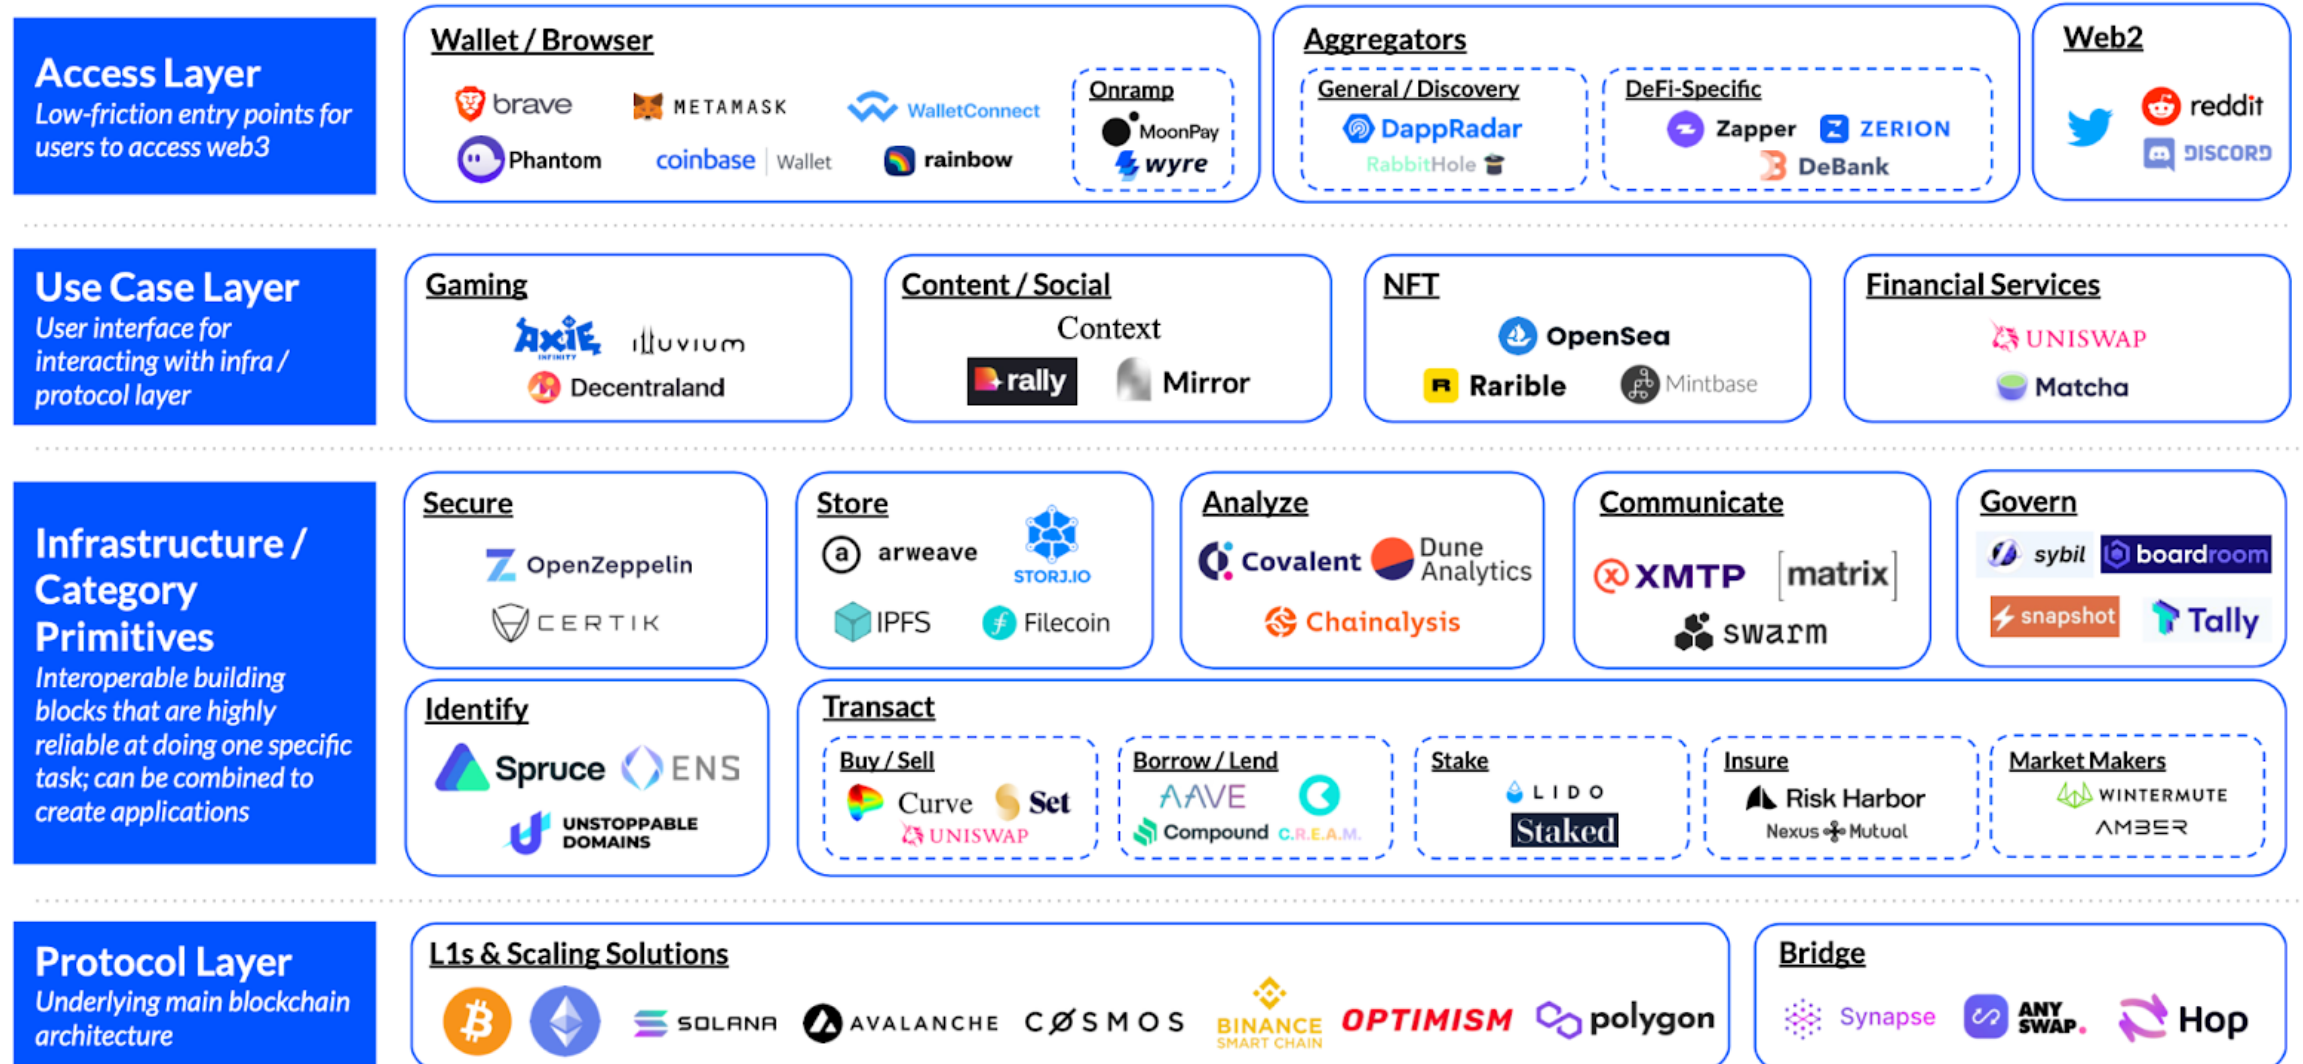 Access Layer
Low-friction entry points for
users to access web3
Wallet / Browser
brave
METAMASK
WalletConnect
Phantom
coinbase | Wallet
rainbow
Onramp
MoonPay
wyre
Aggregators
General / Discovery
DappRadar
RabbitHole
DeFi-Specific
Zapper
ZERION
DeBank
Web2
reddit
DISCORD
Use Case Layer
User interface for
interacting with infra /
protocol layer
Gaming
AXIE
INFINITY
illuvium
Decentraland
Content / Social
Context
rally
Mirror
NFT
OpenSea
R Rarible
Mintbase
Financial Services
UNISWAP
Matcha
Infrastructure /
Category
Primitives
Interoperable building
blocks that are highly
reliable at doing one specific
task; can be combined to
create applications
Secure
OpenZeppelin
CERTIK
Store
a arweave
STORJ.IO
IPFS
Filecoin
Analyze
Covalent
Dune
Analytics
Chainalysis
Communicate
XMTP
[matrix]
swarm
Govern
sybil
boardroom
snapshot
Tally
Identify
Spruce
ENS
UNSTOPPABLE
DOMAINS
Transact
Buy / Sell
Curve
Set
UNISWAP
Borrow / Lend
AAVE
Compound
C.R.E.A.M.
Stake
LIDO
Staked
Insure
Risk Harbor
Nexus Mutual
Market Makers
WINTERMUTE
AMBER
Protocol Layer
Underlying main blockchain
architecture
L1s & Scaling Solutions
SOLANA
AVALANCHE
CØSMOS
BINANCE
SMART CHAIN
OPTIMISM
polygon
Bridge
Synapse
ANY
SWAP.
Hop